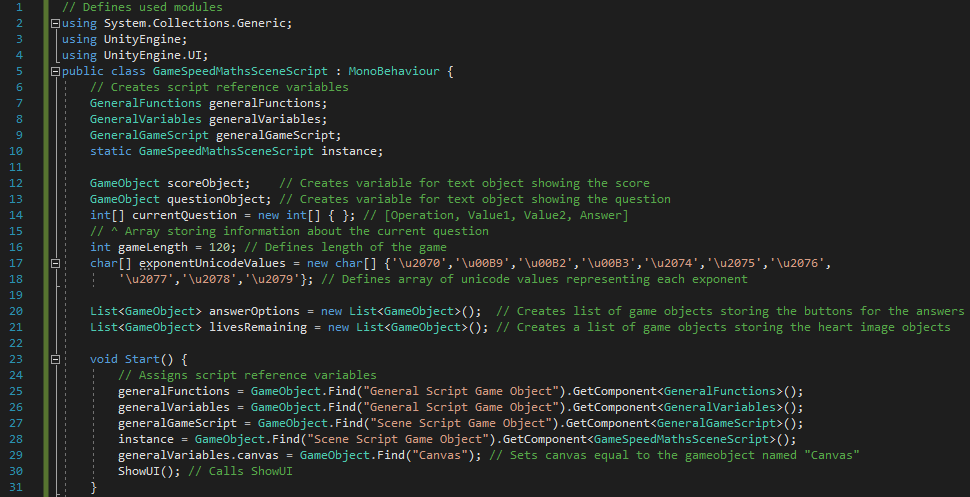 1 // Defines used modules
2 using System.Collections.Generic;
3 using UnityEngine;
4 using UnityEngine.UI;
5 public class GameSpeedMathsSceneScript : MonoBehaviour {
6 // Creates script reference variables
7 GeneralFunctions generalFunctions;
8 GeneralVariables generalVariables;
9 GeneralGameScript generalGameScript;
10 static GameSpeedMathsSceneScript instance;
11
12 GameObject scoreObject;    // Creates variable for text object showing the score
13 GameObject questionObject; // Creates variable for text object showing the question
14 int[] currentQuestion = new int[] { }; // [Operation, Value1, Value2, Answer]
15 // ^ Array storing information about the current question
16 int gameLength = 120; // Defines length of the game
17 char[] exponentUnicodeValues = new char[] {'\u2070','\u00B9','\u00B2','\u00B3','\u2074','\u2075','\u2076',
18 '\u2077','\u2078','\u2079'}; // Defines array of unicode values representing each exponent
19
20 List<GameObject> answerOptions = new List<GameObject>();  // Creates list of game objects storing the buttons for the answers
21 List<GameObject> livesRemaining = new List<GameObject>(); // Creates a list of game objects storing the heart image objects
22
23 void Start() {
24 // Assigns script reference variables
25 generalFunctions = GameObject.Find("General Script Game Object").GetComponent<GeneralFunctions>();
26 generalVariables = GameObject.Find("General Script Game Object").GetComponent<GeneralVariables>();
27 generalGameScript = GameObject.Find("Scene Script Game Object").GetComponent<GeneralGameScript>();
28 instance = GameObject.Find("Scene Script Game Object").GetComponent<GameSpeedMathsSceneScript>();
29 generalVariables.canvas = GameObject.Find("Canvas"); // Sets canvas equal to the gameobject named "Canvas"
30 ShowUI(); // Calls ShowUI
31 }